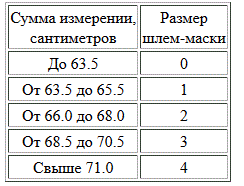 Сумма измерении, Размер
сантиметров шлем-маски
До 63.5 0
От 63.5 до 65.5 1
От 66.0 до 68.0 2
От 68.5 до 70.5 3
Свыше 71.0 4